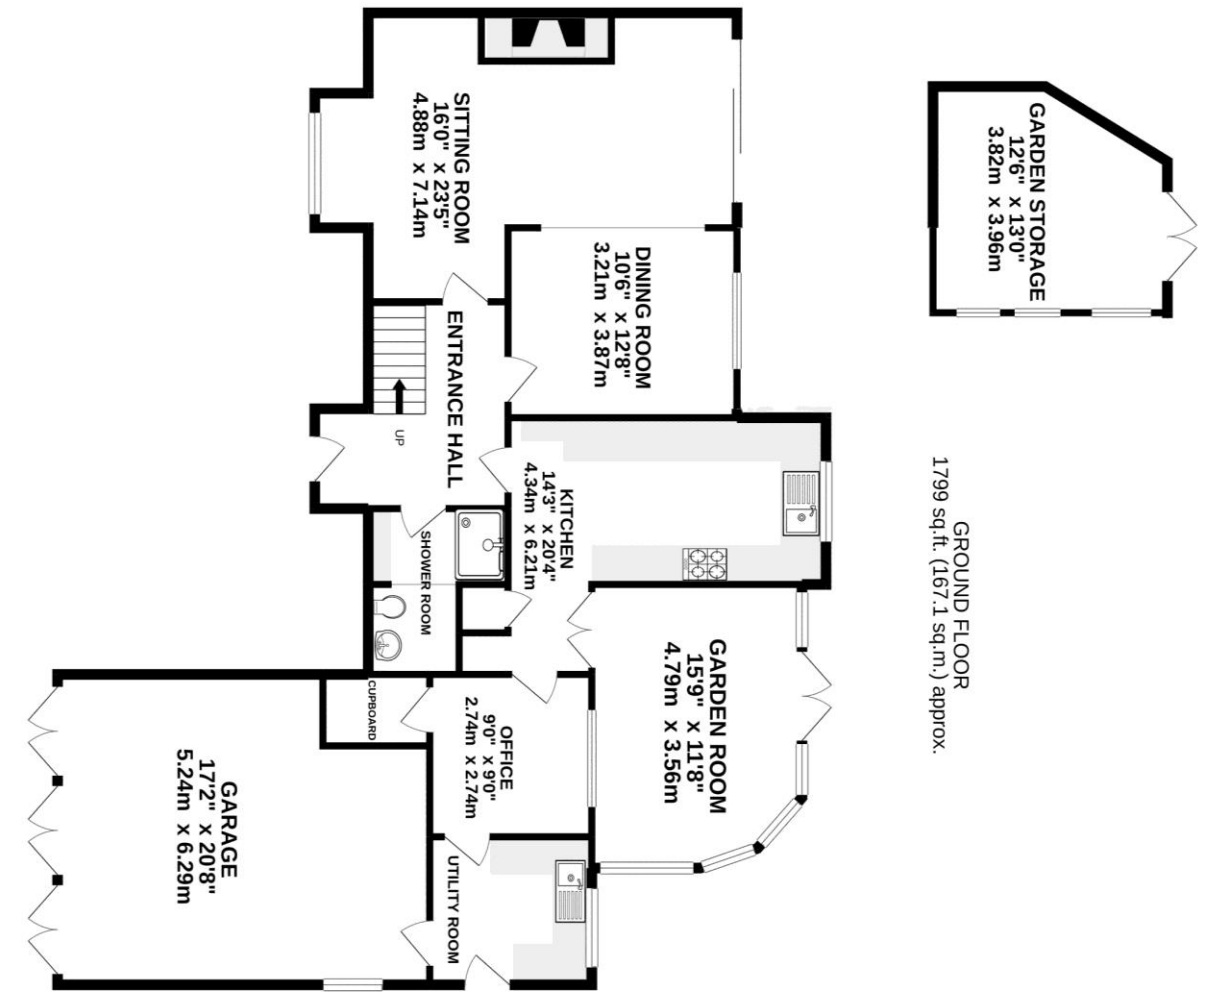 GROUND FLOOR
1799 sq.ft. (167.1 sq.m.) approx.
GARDEN STORAGE
12'6" x 13'0"
3.82m x 3.96m
SITTING ROOM
16'0" x 23'5"
4.88m x 7.14m
DINING ROOM
10'6" x 12'8"
3.21m x 3.87m
ENTRANCE HALL
UP
KITCHEN
14'3" x 20'4"
4.34m x 6.21m
SHOWER ROOM
GARDEN ROOM
15'9" x 11'8"
4.79m x 3.56m
CUPBOARD
OFFICE
9'0" x 9'0"
2.74m x 2.74m
GARAGE
17'2" x 20'8"
5.24m x 6.29m
UTILITY ROOM